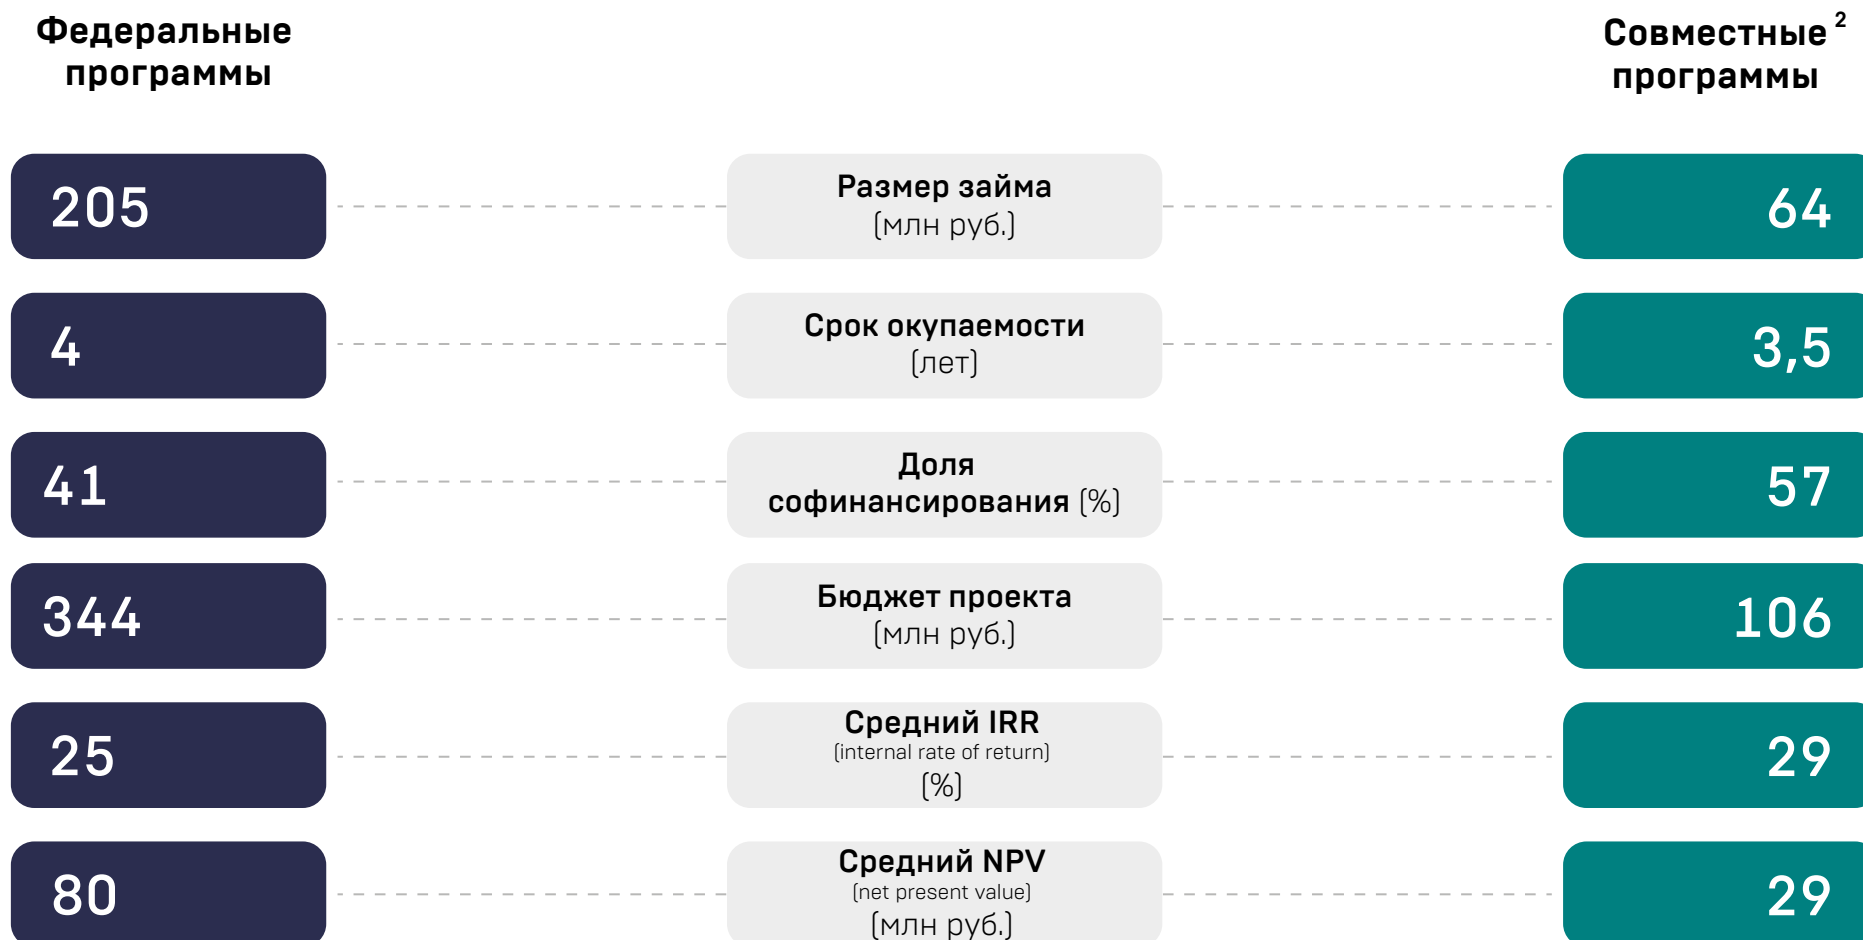 Федеральные
программы
Совместные ²
программы
205
Размер займа
(млн руб.)
64
4
Срок окупаемости
(лет)
3,5
41
Доля
софинансирования (%)
57
344
Бюджет проекта
(млн руб.)
106
25
Средний IRR
(internal rate of return)
(%)
29
80
Средний NPV
(net present value)
(млн руб.)
29